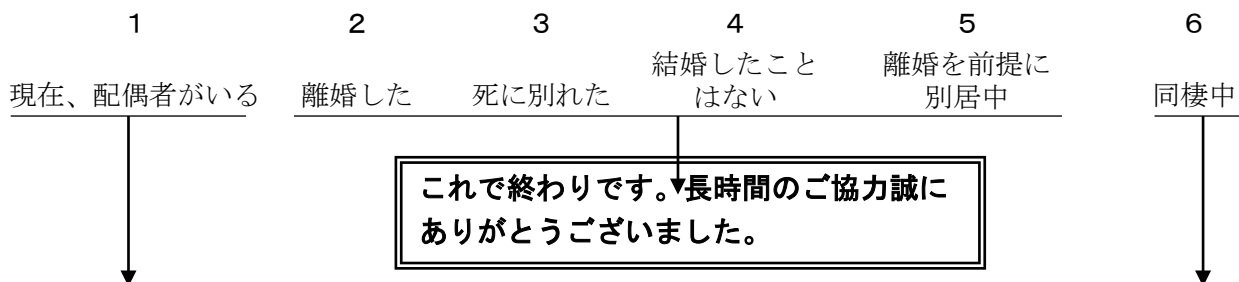 1 2 3 4 5 6
現在、配偶者がいる 離婚した 死に別れた 結婚したこと
はない 離婚を前提に
別居中 同棲中
これで終わりです。長時間のご協力誠に
ありがとうございました。